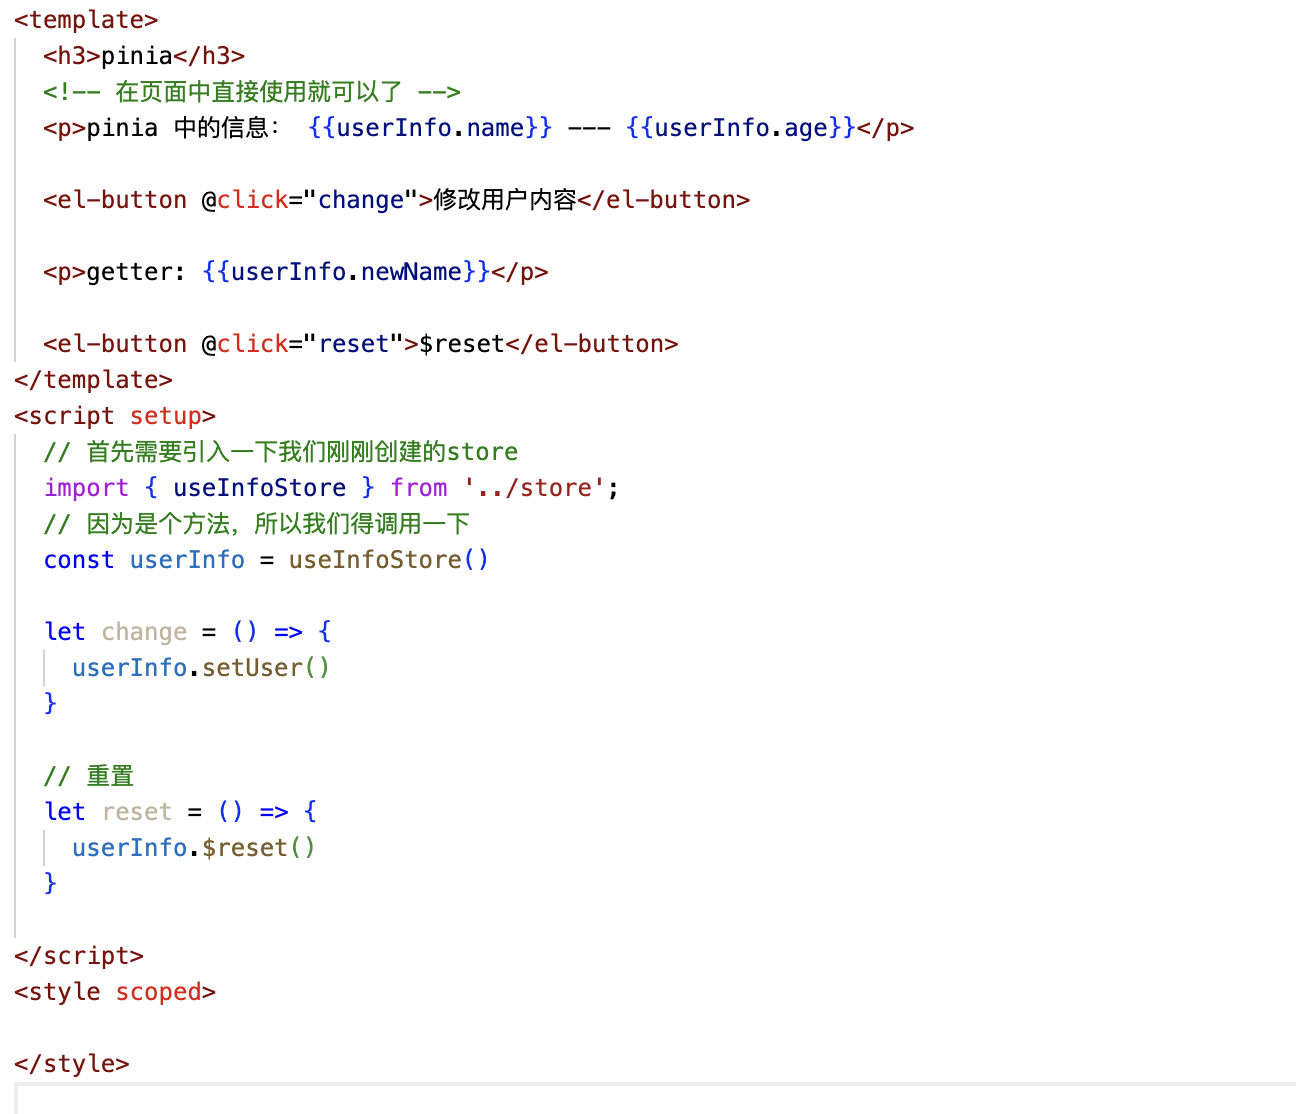 <template>
  <h3>pinia</h3>
  <!-- 在页面中直接使用就可以了 -->
  <p>pinia 中的信息： {{userInfo.name}} --- {{userInfo.age}}</p>
  <el-button @click="change">修改用户内容</el-button>
  <p>getter: {{userInfo.newName}}</p>
  <el-button @click="reset">$reset</el-button>
</template>
<script setup>
  // 首先需要引入一下我们刚刚创建的store
  import { useInfoStore } from '../store';
  // 因为是个方法，所以我们得调用一下
  const userInfo = useInfoStore()
  let change = () => {
    userInfo.setUser()
  }
  // 重置
  let reset = () => {
    userInfo.$reset()
  }
</script>
<style scoped>
</style>